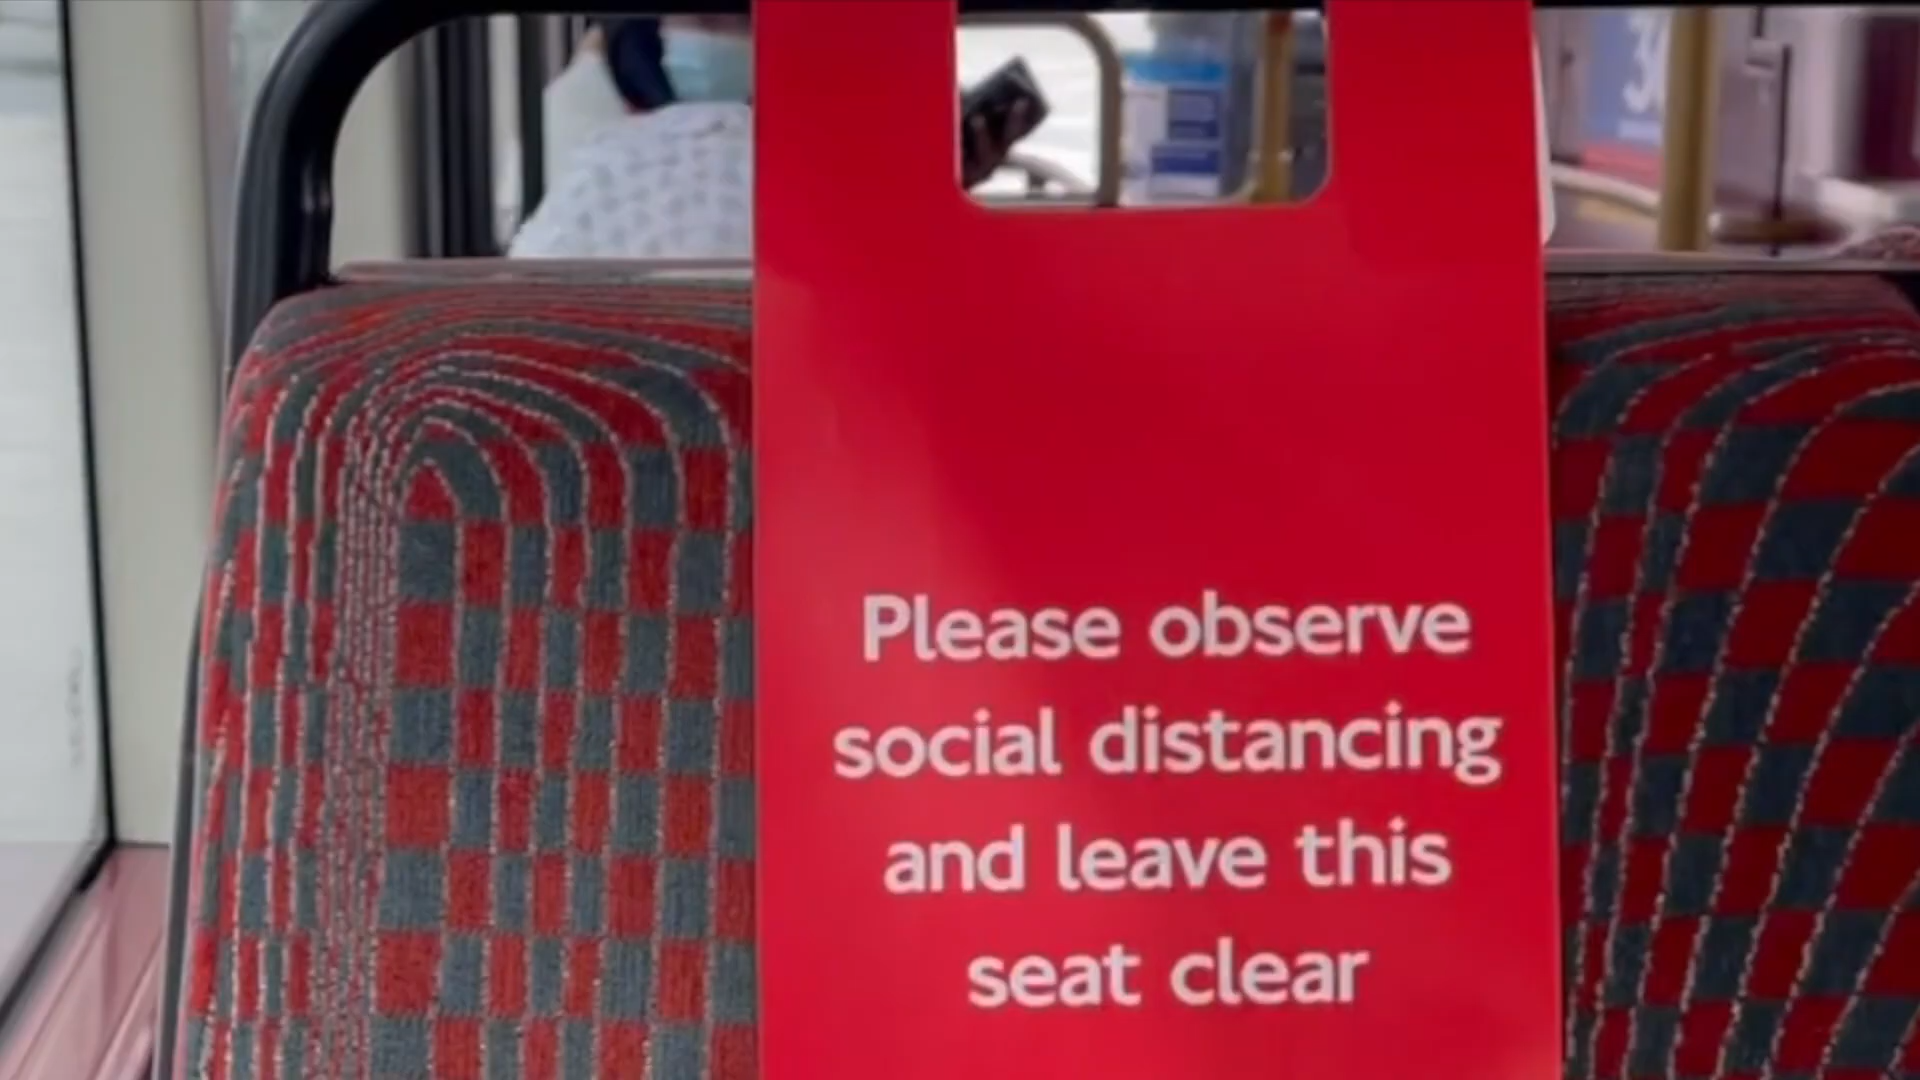 Please observe
social distancing
and leave this
seat clear